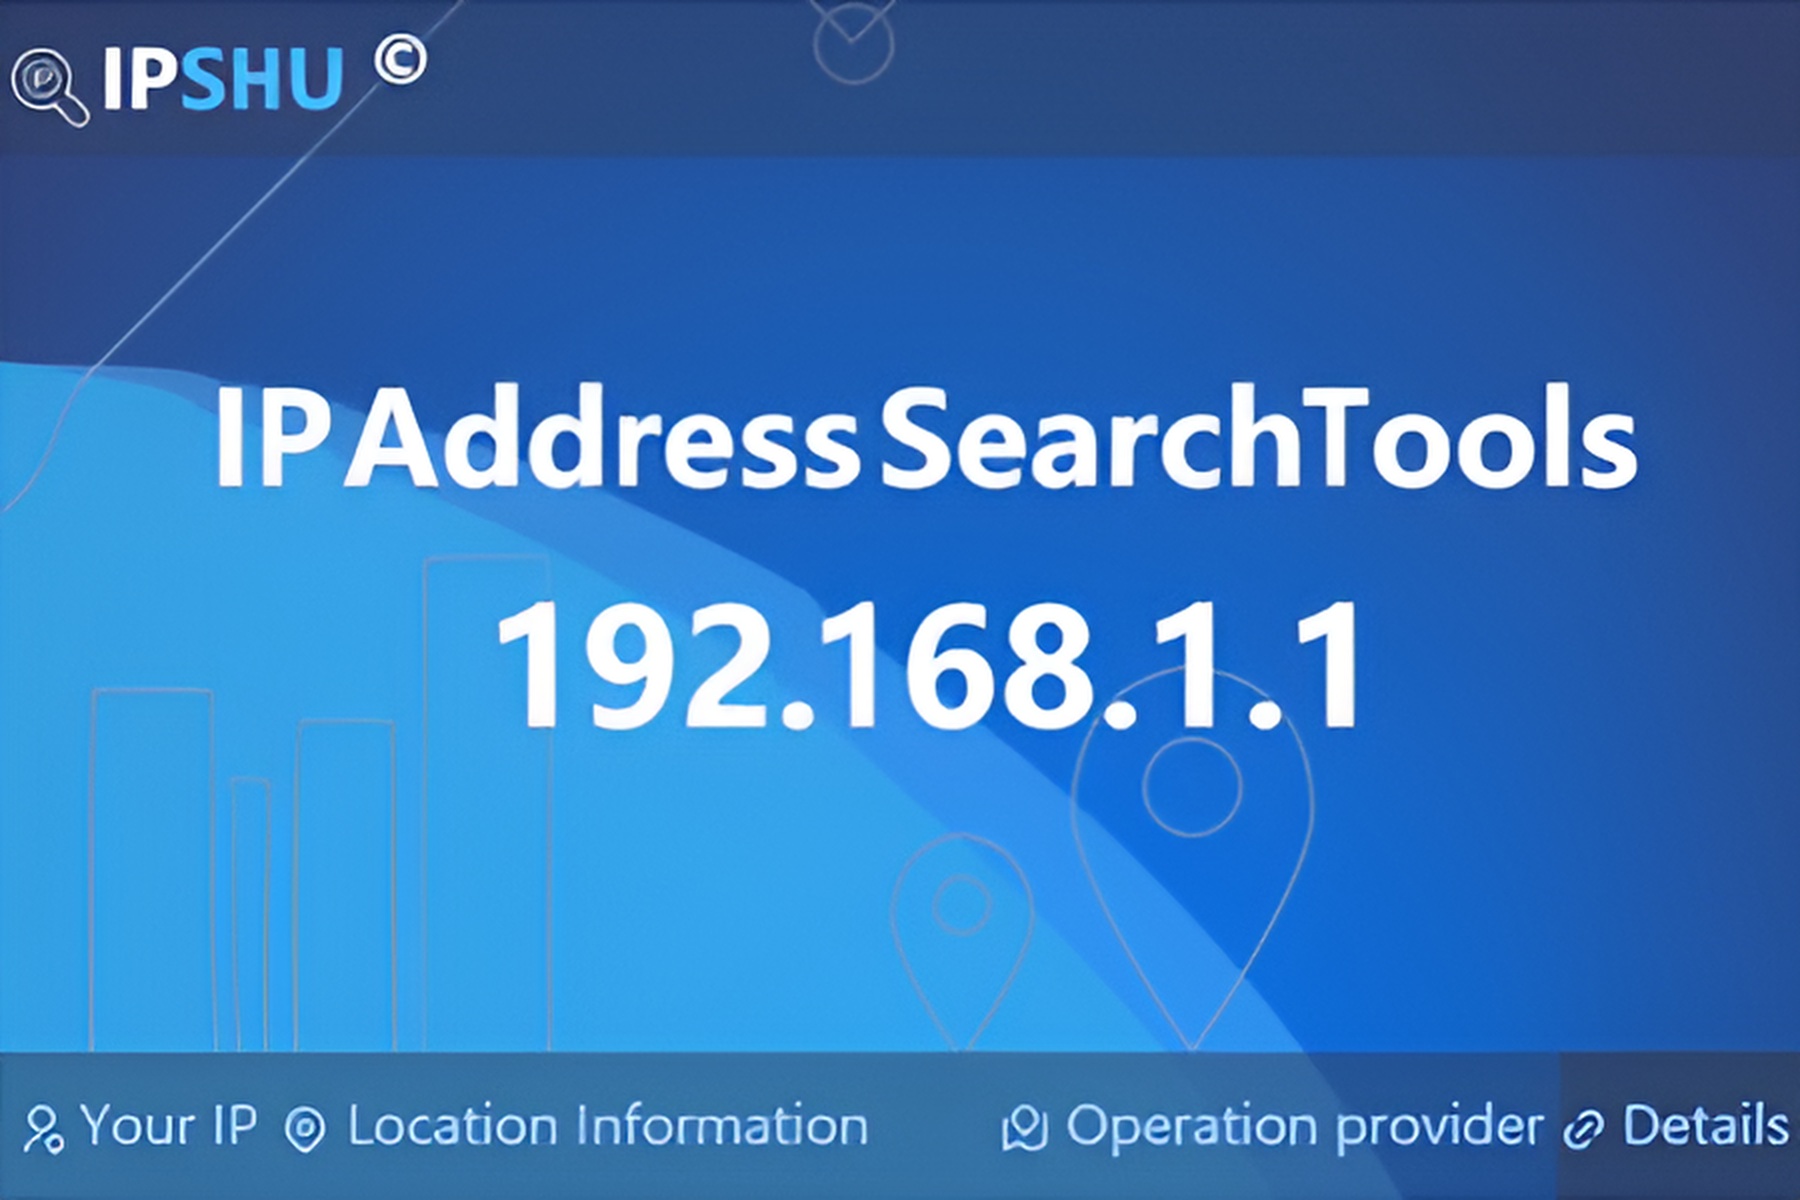 IPSHU ©
IP Address SearchTools
192.168.1.1
Your IP Location Information Operation provider Details